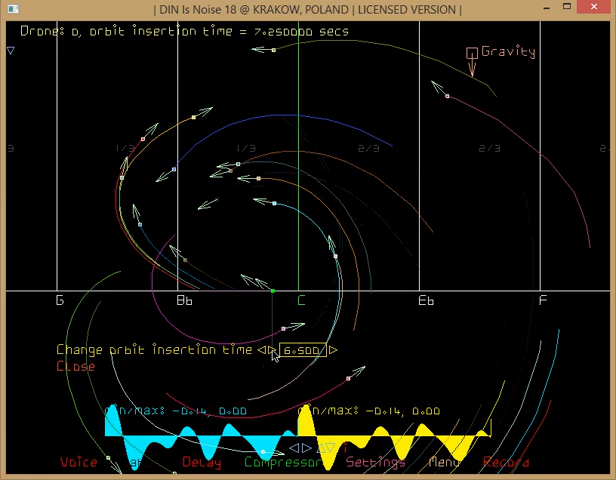 | DIN Is Noise 18 @ KRAKOW, POLAND | LICENSED VERSION |
Drone: 0, orbit insertion time = 7.250000 secs
Gravity
3 1/3 1/3 2/3 2/3
G Bb C Eb F
Change orbit insertion time 6.500
Close
min/max: -0.14, 0.00 min/max: -0.14, 0.00
Voice Delay Compressor Settings Menu Record